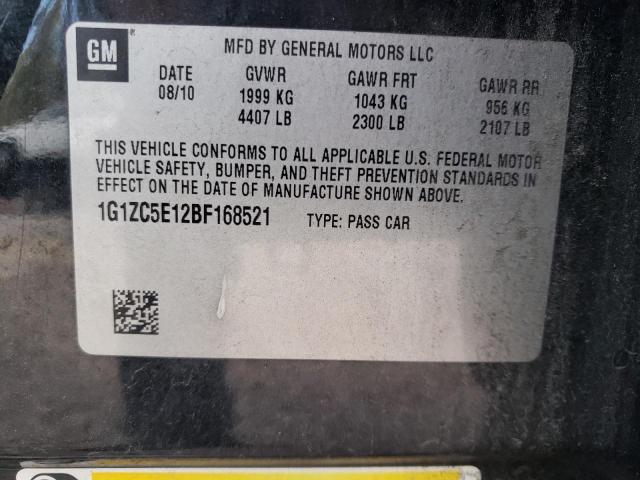 GM
MFD BY GENERAL MOTORS LLC
DATE GVWR GAWR FRT GAWR RR
08/10 1999 KG 1043 KG 956 KG
4407 LB 2300 LB 2107 LB
THIS VEHICLE CONFORMS TO ALL APPLICABLE U.S. FEDERAL MOTOR
VEHICLE SAFETY, BUMPER, AND THEFT PREVENTION STANDARDS IN
EFFECT ON THE DATE OF MANUFACTURE SHOWN ABOVE.
1G1ZC5E12BF168521 TYPE: PASS CAR